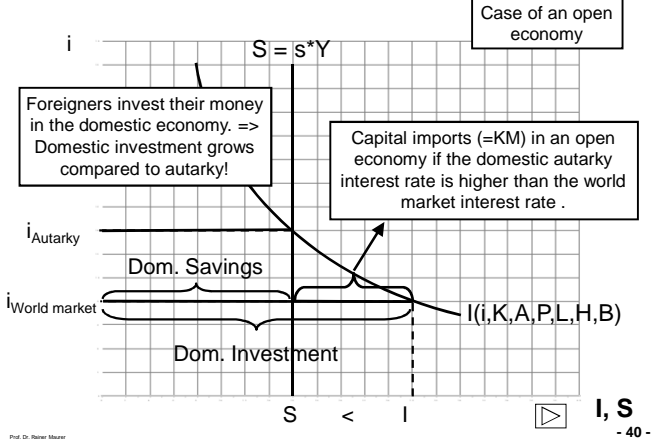 Case of an open
economy
i
S = s*Y
Foreigners invest their money
in the domestic economy. =>
Domestic investment grows
compared to autarky!
Capital imports (=KM) in an open
economy if the domestic autarky
interest rate is higher than the world
market interest rate .
iAutarky
Dom. Savings
iWorld market
I(i,K,A,P,L,H,B)
Dom. Investment
S < I
I, S
- 40 -
Prof. Dr. Rainer Maurer